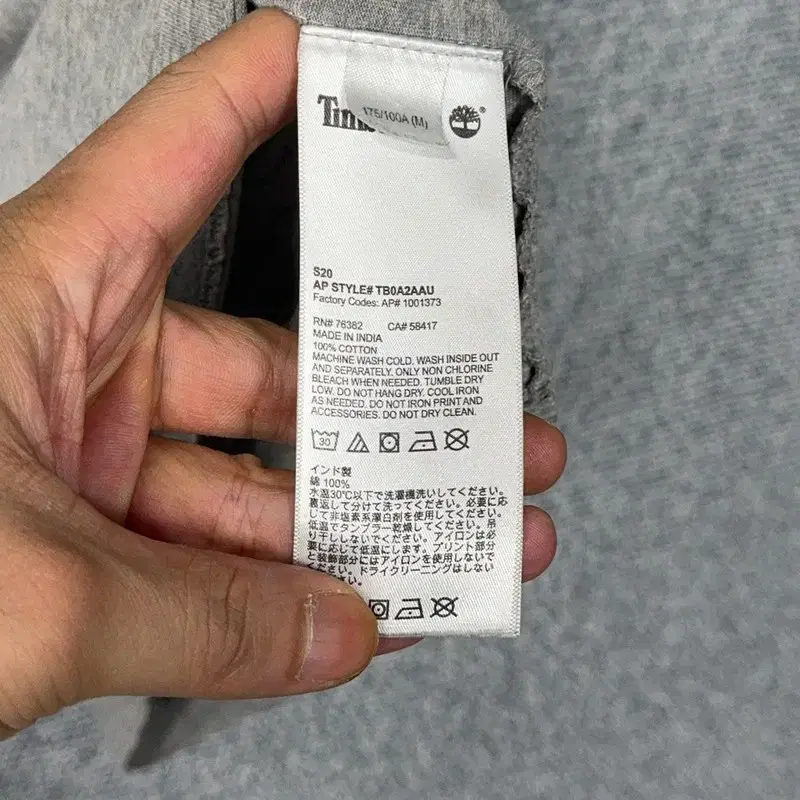 175/100A (M)
S20
AP STYLE# TB0A2AAU
Factory Codes: AP# 1001373
RN# 76382 CA# 58417
MADE IN INDIA
100% COTTON
MACHINE WASH COLD. WASH INSIDE OUT
AND SEPARATELY. ONLY NON CHLORINE
BLEACH WHEN NEEDED. TUMBLE DRY
LOW. DO NOT HANG DRY. COOL IRON
AS NEEDED. DO NOT IRON PRINT AND
ACCESSORIES. DO NOT DRY CLEAN.
30
インド製
綿 100%
水温30℃以下で洗濯機洗いしてください。
裏返して分けて洗ってください。必要に応
じて非塩素系漂白剤を使用してください。
低温でタンブラー乾燥してください。吊
り干ししないでください。アイロンは必
要に応じて低温にします。プリント部分
と装飾部分にはアイロンを使用しないで
ください。ドライクリーニングはしない
でください。